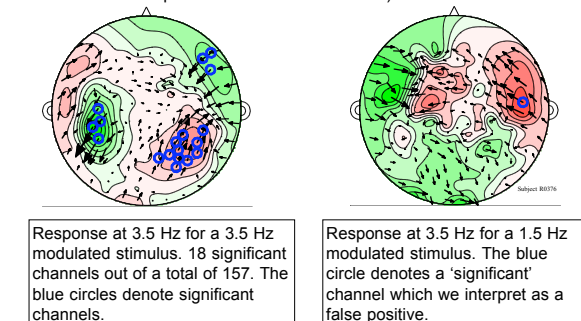 Subject R0376
Response at 3.5 Hz for a 3.5 Hz
modulated stimulus. 18 significant
channels out of a total of 157. The
blue circles denote significant
channels.
Response at 3.5 Hz for a 1.5 Hz
modulated stimulus. The blue
circle denotes a ‘significant’
channel which we interpret as a
false positive.